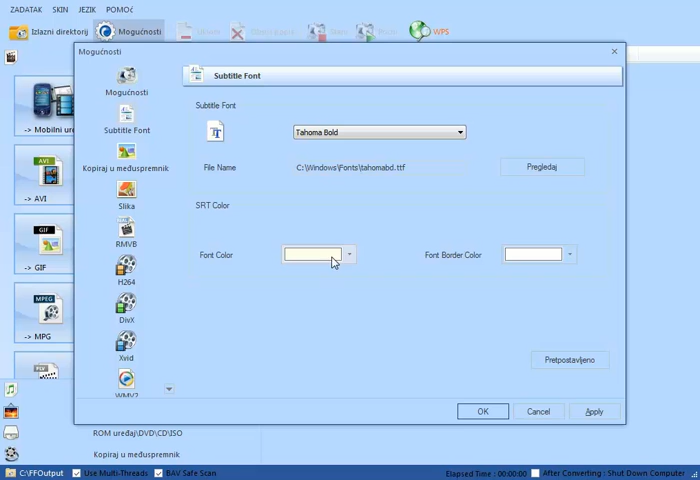 ZADATAK SKIN JEZIK POMOĆ
Izlazni direktorij Mogućnosti WPS
Mogućnosti
Mogućnosti
Subtitle Font
Kopiraj u međuspremnik
Slika
RMVB
H264
DivX
Xvid
WMV2
Subtitle Font
Subtitle Font
Tahoma Bold
File Name C:\Windows\Fonts\tahomabd.ttf Pregledaj
SRT Color
Font Color Font Border Color
Pretpostavljeno
OK Cancel Apply
-> Mobilni
AVI
-> AVI
GIF
-> GIF
MPEG
-> MPG
ROM uređaj\DVD\CD\ISO
Kopiraj u međuspremnik
C:\FFOutput Use Multi-Threads BAV Safe Scan Elapsed Time : 00:00:00 After Converting : Shut Down Computer